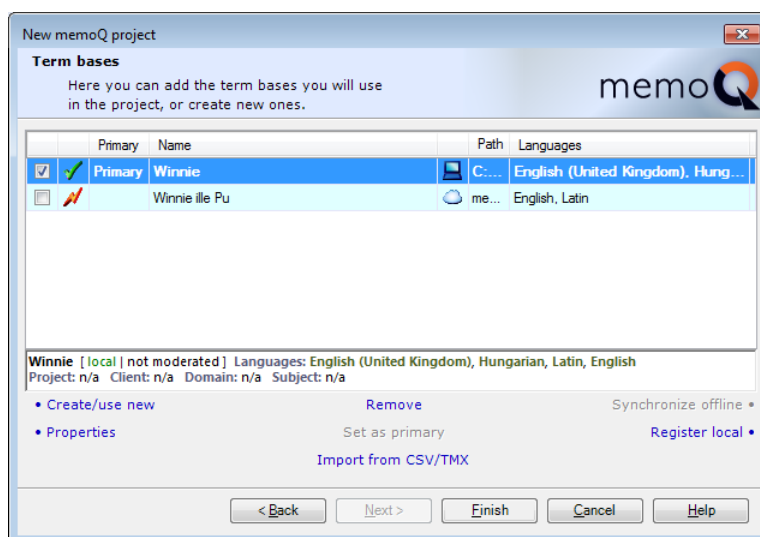 New memoQ project
Term bases
Here you can add the term bases you will use
in the project, or create new ones.
memoQ
Primary Name Path Languages
Primary Winnie C:... English (United Kingdom), Hung...
Winnie ille Pu me... English, Latin
Winnie [ local | not moderated ] Languages: English (United Kingdom), Hungarian, Latin, English
Project: n/a Client: n/a Domain: n/a Subject: n/a
• Create/use new Remove Synchronize offline •
• Properties Set as primary Register local •
Import from CSV/TMX
< Back Next > Finish Cancel Help